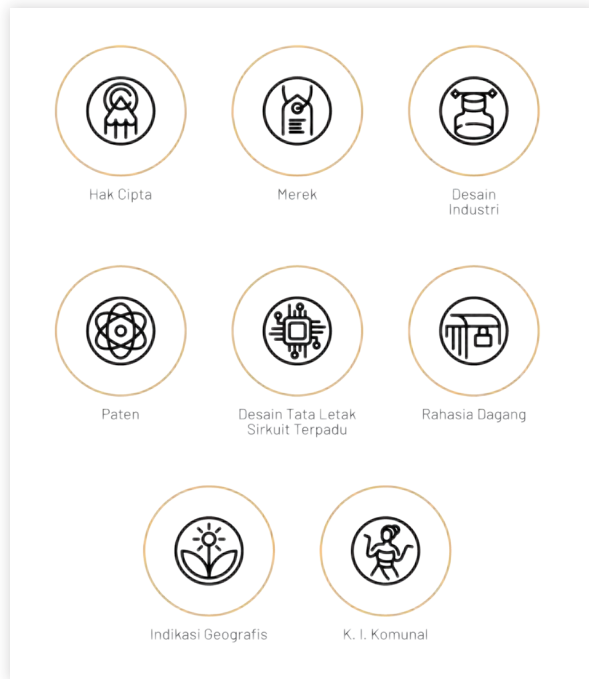 Hak Cipta
Merek
Desain
Industri
Paten
Desain Tata Letak
Sirkuit Terpadu
Rahasia Dagang
Indikasi Geografis
K. I. Komunal